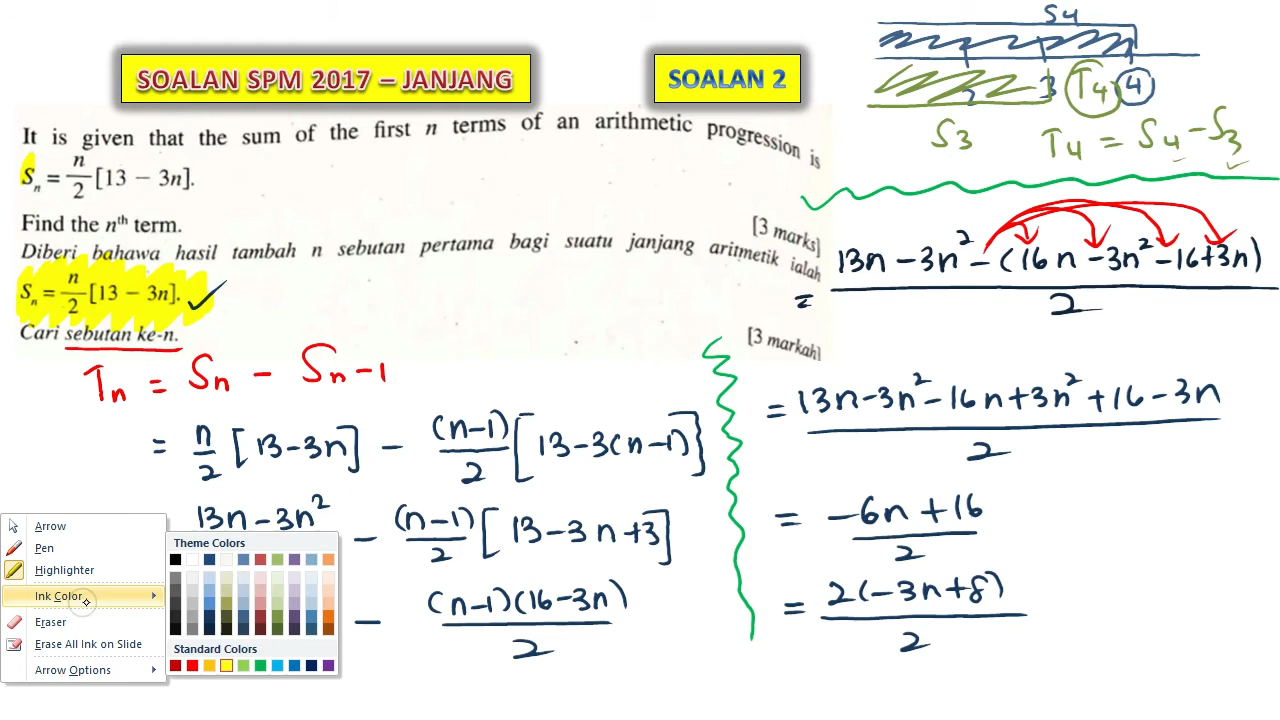 SOALAN SPM 2017 – JANJANG
SOALAN 2
It is given that the sum of the first n terms of an arithmetic progression is
Sₙ = n/2 [13 − 3n].
Find the nᵗʰ term.
[3 marks]
Diberi bahawa hasil tambah n sebutan pertama bagi suatu janjang aritmetik ialah
Sₙ = n/2 [13 − 3n]. ✓
Cari sebutan ke-n.
[3 markah]
Tn = Sn − Sn−1
= n/2 [13−3n] − (n−1)/2 [13−3(n−1)]
13n − 3n² − (n−1)/2 [13−3n+3]
− (n−1)(16−3n)/2
S4
3 T4 4
S3
T4 = S4 − S3
= 13n − 3n² − (16n − 3n² − 16 + 3n)/2
= 13n − 3n² − 16n + 3n² + 16 − 3n/2
= −6n + 16/2
= 2(−3n + 8)/2
Arrow
Pen
Highlighter
Ink Color
Eraser
Erase All Ink on Slide
Arrow Options
Theme Colors
Standard Colors